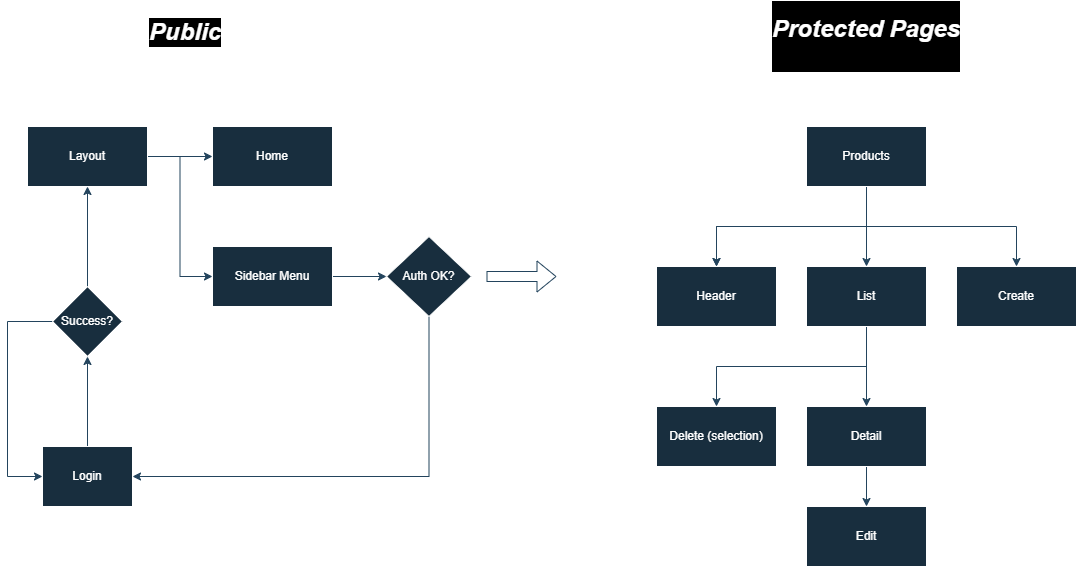 Public
Protected Pages
Layout
Home
Sidebar Menu
Auth OK?
Success?
Login
Products
Header
List
Create
Delete (selection)
Detail
Edit